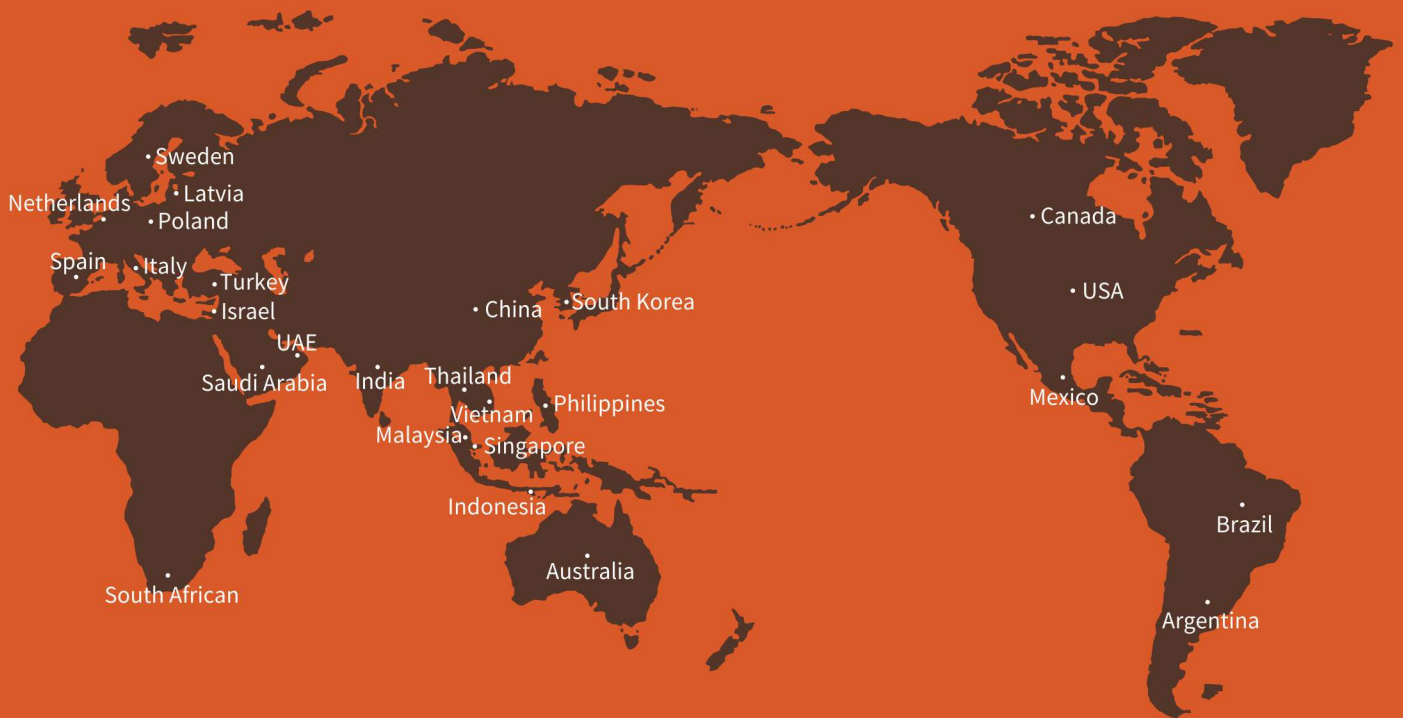 Sweden
Netherlands
Latvia
Poland
Canada
Spain
Italy
Turkey
USA
Israel
China
South Korea
UAE
Saudi Arabia
India
Thailand
Mexico
Vietnam
Philippines
Malaysia
Singapore
Indonesia
Brazil
Australia
South African
Argentina